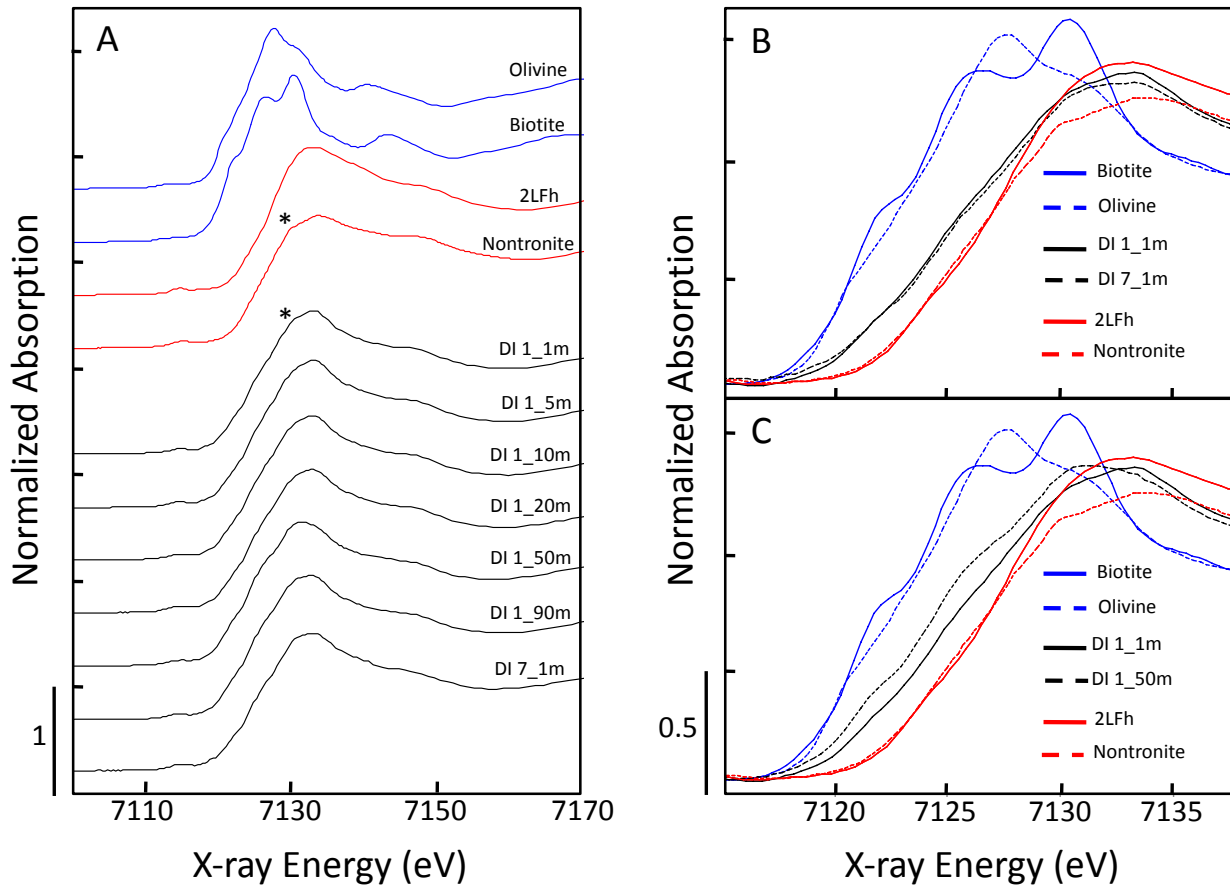 A
Olivine
Biotite
2LFh
*
Nontronite
*
DI 1_1m
DI 1_5m
DI 1_10m
DI 1_20m
DI 1_50m
DI 1_90m
DI 7_1m
1
Normalized Absorption
7110 7130 7150 7170
X-ray Energy (eV)
B
Biotite
Olivine
DI 1_1m
DI 7_1m
2LFh
Nontronite
C
Biotite
Olivine
DI 1_1m
DI 1_50m
2LFh
Nontronite
0.5
Normalized Absorption
Normalized Absorption
7120 7125 7130 7135
X-ray Energy (eV)